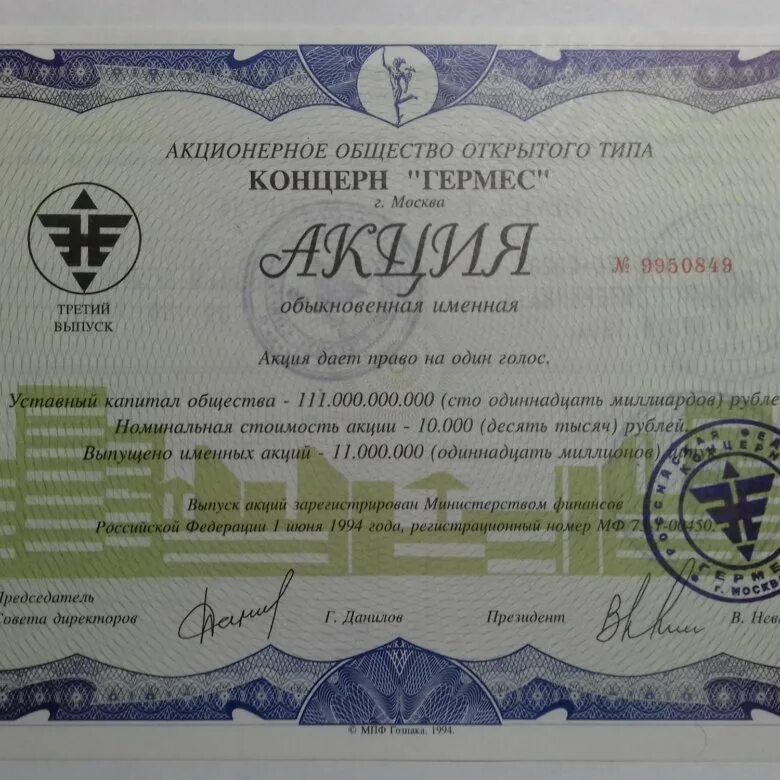 АКЦИОНЕРНОЕ ОБЩЕСТВО ОТКРЫТОГО ТИПА
КОНЦЕРН "ГЕРМЕС"
г. Москва
АКЦИЯ
№ 9950849
обыкновенная именная
ТРЕТИЙ
ВЫПУСК
Акция дает право на один голос.
Уставный капитал общества - 111.000.000.000 (сто одиннадцать миллиардов)
Номинальная стоимость акции - 10.000 (десять тысяч) рублей.
Выпущено именных акций - 11.000.000 (одиннадцать миллионов)
Выпуск акций зарегистрирован Министерством финансов
Российской Федерации 1 июня 1994 года, регистрационный номер МФ
КОНЦЕРН
г. МОСКВА
Председатель
Совета директоров
Г. Данилов
Президент
В.
© МПФ Гознака. 1994.